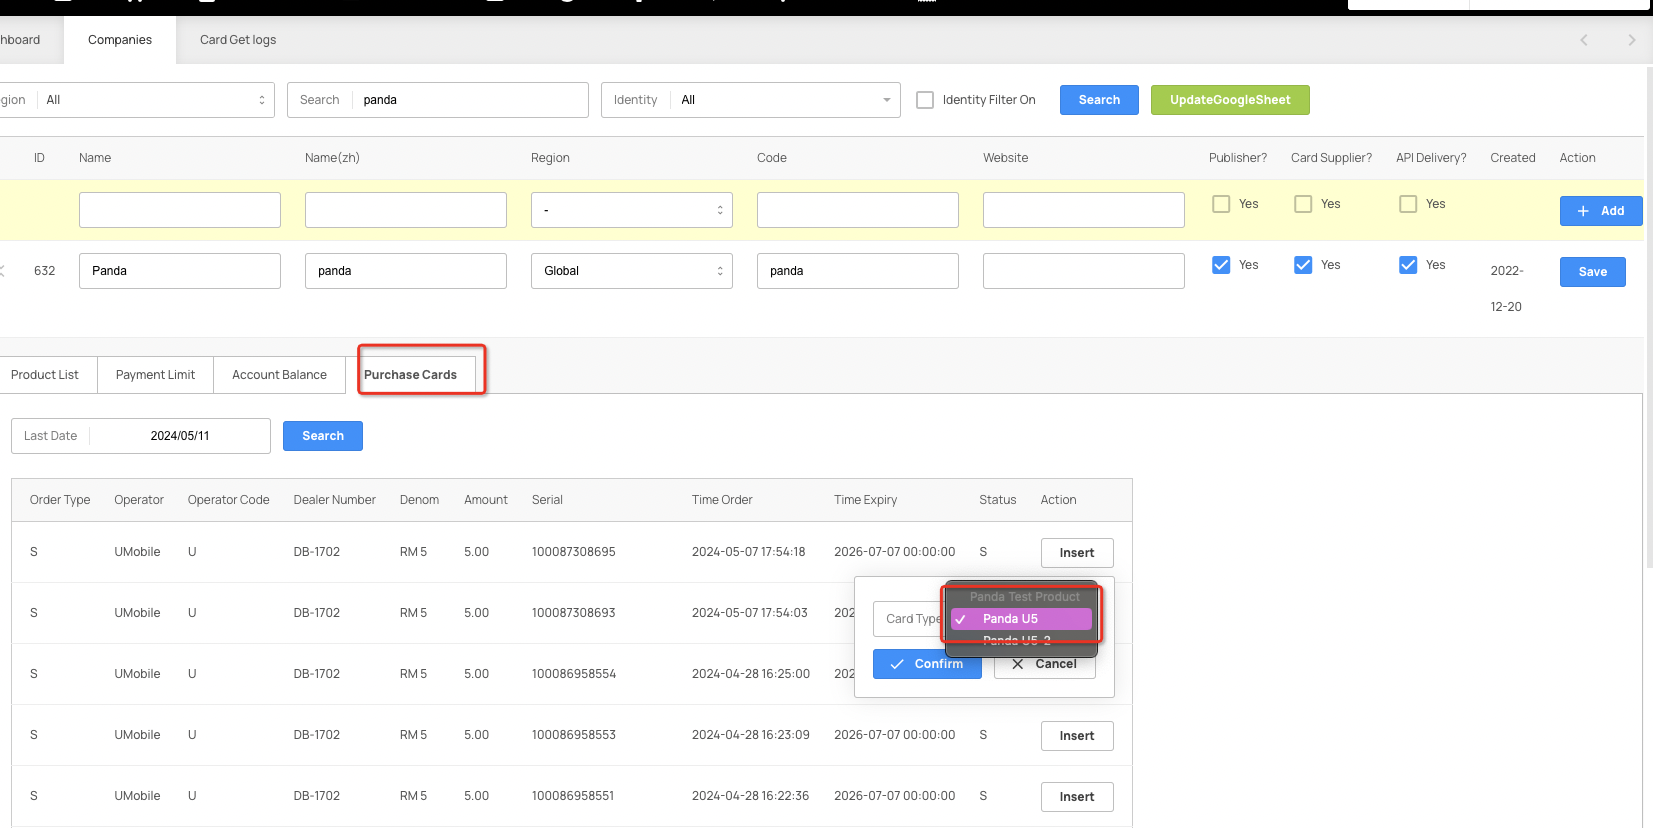 hboard Companies Card Get logs
gion All Search panda Identity All Identity Filter On Search UpdateGoogleSheet
ID Name Name(zh) Region Code Website Publisher? Card Supplier? API Delivery? Created Action
- Yes Yes Yes + Add
632 Panda panda Global panda Yes Yes Yes 2022-12-20 Save
Product List Payment Limit Account Balance Purchase Cards
Last Date 2024/05/11 Search
Order Type Operator Operator Code Dealer Number Denom Amount Serial Time Order Time Expiry Status Action
S UMobile U DB-1702 RM 5 5.00 100087308695 2024-05-07 17:54:18 2026-07-07 00:00:00 S Insert
Panda Test Product
S UMobile U DB-1702 RM 5 5.00 100087308693 2024-05-07 17:54:03 202 Card Type Panda U5
Panda U5-2
S UMobile U DB-1702 RM 5 5.00 100086958554 2024-04-28 16:25:00 202 Confirm Cancel
S UMobile U DB-1702 RM 5 5.00 100086958553 2024-04-28 16:23:09 2026-07-07 00:00:00 S Insert
S UMobile U DB-1702 RM 5 5.00 100086958551 2024-04-28 16:22:36 2026-07-07 00:00:00 S Insert